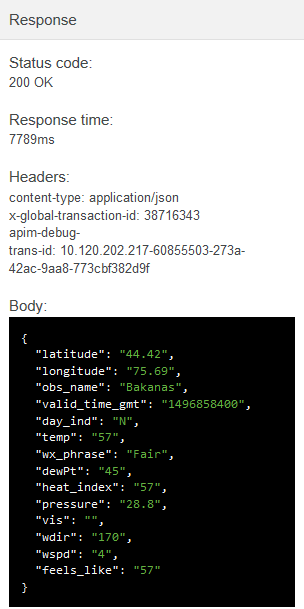 Response
Status code:
200 OK
Response time:
7789ms
Headers:
content-type: application/json
x-global-transaction-id: 38716343
apim-debug-
trans-id: 10.120.202.217-60855503-273a-
42ac-9aa8-773cbf382d9f
Body:
{
  "latitude": "44.42",
  "longitude": "75.69",
  "obs_name": "Bakanas",
  "valid_time_gmt": "1496858400",
  "day_ind": "N",
  "temp": "57",
  "wx_phrase": "Fair",
  "dewPt": "45",
  "heat_index": "57",
  "pressure": "28.8",
  "vis": "",
  "wdir": "170",
  "wspd": "4",
  "feels_like": "57"
}